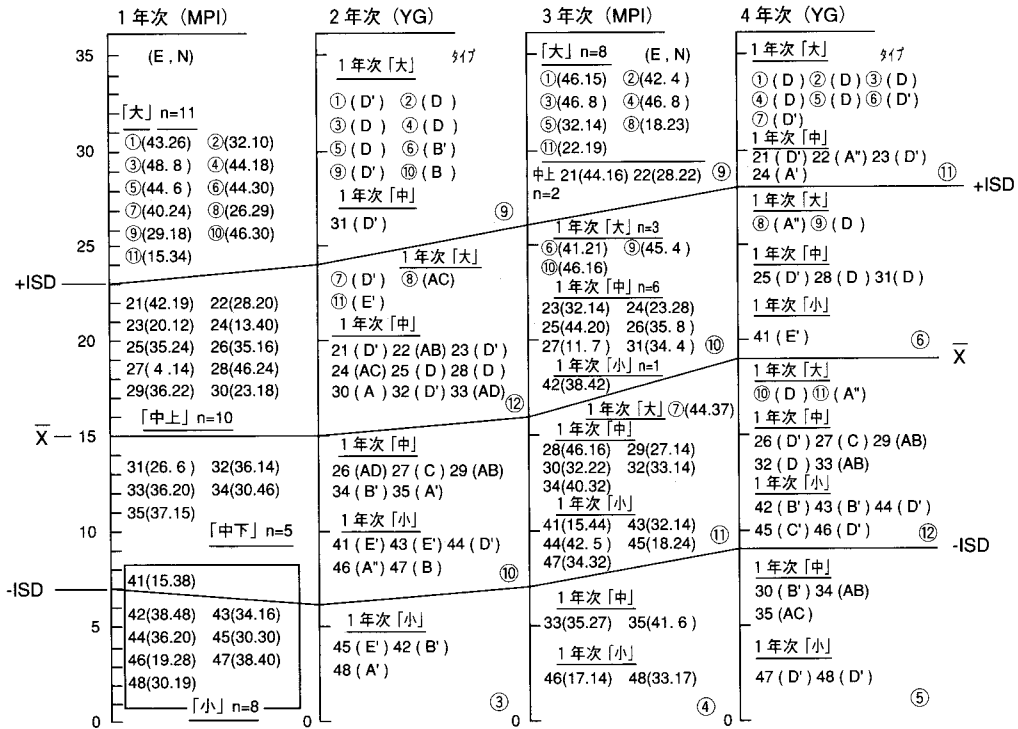 1年次 (MPI)
35
(E , N)
「大」 n=11
30
①(43.26) ②(32.10)
③(48. 8 ) ④(44.18)
⑤(44. 6 ) ⑥(44.30)
⑦(40.24) ⑧(26.29)
⑨(29.18) ⑩(46.30)
25
⑪(15.34)
+ISD
21(42.19) 22(28.20)
23(20.12) 24(13.40)
20
25(35.24) 26(35.16)
27( 4 .14) 28(46.24)
29(36.22) 30(23.18)
「中上」 n=10
X̄ 15
31(26. 6 ) 32(36.14)
33(36.20) 34(30.46)
35(37.15)
10
「中下」 n=5
-ISD
41(15.38)
42(38.48) 43(34.16)
5
44(36.20) 45(30.30)
46(19.28) 47(38.40)
48(30.19)
「小」 n=8
0
2年次 (YG)
1年次「大」 タイプ
① ( D' ) ② ( D )
③ ( D ) ④ ( D )
⑤ ( D ) ⑥ ( B' )
⑨ ( D' ) ⑩ ( B )
1年次「中」
31 ( D' )
⑨
1年次「大」
⑦ ( D' ) ⑧ (AC)
⑪ ( E' )
1年次「中」
21 ( D' ) 22 (AB) 23 ( D' )
24 (AC) 25 ( D ) 28 ( D )
30 ( A ) 32 ( D' ) 33 (AD)
⑫
1年次「中」
26 (AD) 27 ( C ) 29 (AB)
34 ( B' ) 35 ( A' )
1年次「小」
41 ( E' ) 43 ( E' ) 44 ( D' )
46 (A") 47 ( B )
⑩
1年次「小」
45 ( E' ) 42 ( B' )
48 ( A' )
③
0
3年次 (MPI)
「大」 n=8 (E , N)
①(46.15) ②(42. 4 )
③(46. 8 ) ④(46. 8 )
⑤(32.14) ⑧(18.23)
⑪(22.19)
中上 21(44.16) 22(28.22) ⑨
n=2
1年次「大」 n=3
⑥(41.21) ⑨(45. 4 )
⑩(46.16)
1年次「中」 n=6
23(32.14) 24(23.28)
25(44.20) 26(35. 8 )
27(11. 7 ) 31(34. 4 ) ⑩
1年次「小」 n=1
42(38.42)
1年次「大」 ⑦(44.37)
1年次「中」
28(46.16) 29(27.14)
30(32.22) 32(33.14)
34(40.32)
1年次「小」
41(15.44) 43(32.14)
44(42. 5 ) 45(18.24) ⑪
47(34.32)
1年次「中」
33(35.27) 35(41. 6 )
1年次「小」
46(17.14) 48(33.17)
④
0
4年次 (YG)
1年次「大」 タイプ
① ( D ) ② ( D ) ③ ( D )
④ ( D ) ⑤ ( D ) ⑥ ( D' )
⑦ ( D' )
1年次「中」
21 ( D' ) 22 ( A" ) 23 ( D' )
24 ( A' )
⑪
+ISD
1年次「大」
⑧ ( A" ) ⑨ ( D )
1年次「中」
25 ( D' ) 28 ( D ) 31( D )
1年次「小」
41 ( E' )
⑥
X̄
1年次「大」
⑩ ( D ) ⑪ ( A" )
1年次「中」
26 ( D' ) 27 ( C ) 29 (AB)
32 ( D ) 33 (AB)
1年次「小」
42 ( B' ) 43 ( B' ) 44 ( D' )
45 ( C' ) 46 ( D' )
⑫
-ISD
1年次「中」
30 ( B' ) 34 (AB)
35 (AC)
1年次「小」
47 ( D' ) 48 ( D' )
⑤